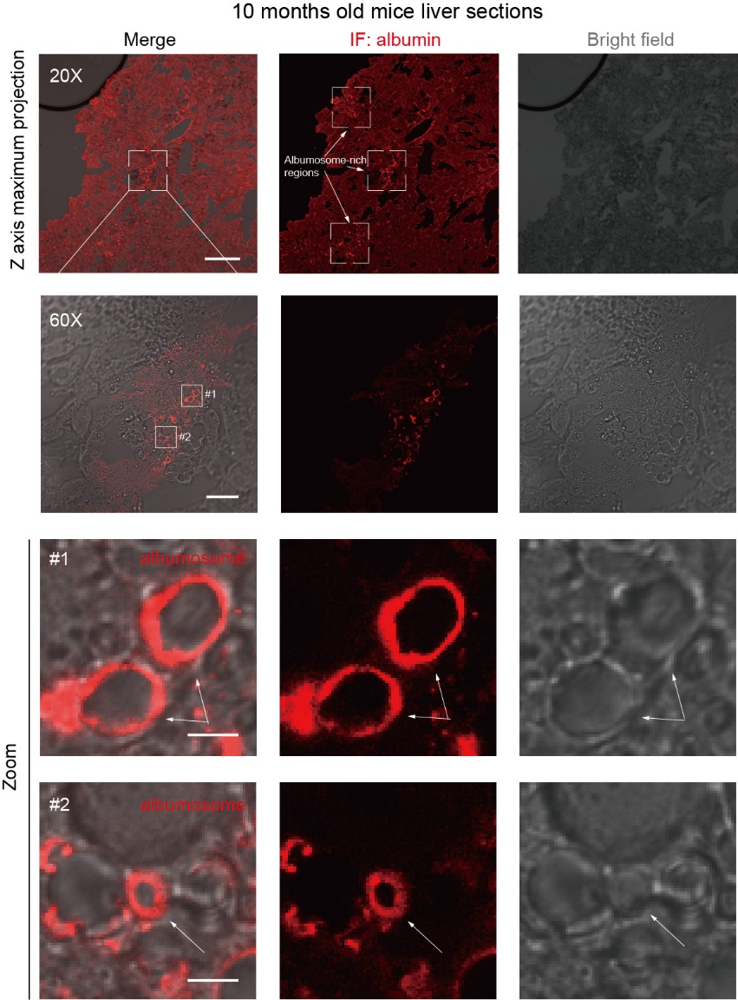 10 months old mice liver sections
Merge
IF: albumin
Bright field
Z axis maximum projection
20X
Albumosome-rich
regions
60X
#1
#2
Zoom
#1
albumosome
#2
albumosome